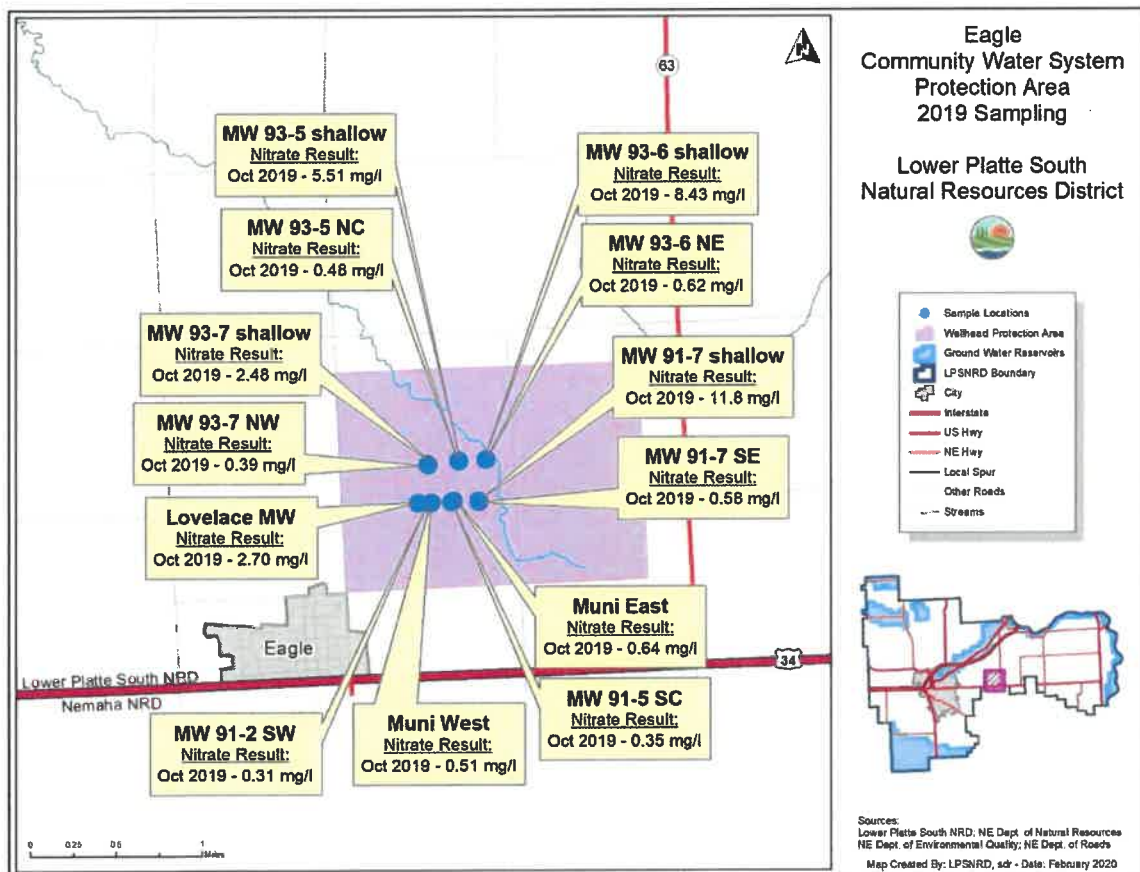 Eagle
Community Water System
Protection Area
2019 Sampling
Lower Platte South
Natural Resources District
N
63
MW 93-5 shallow
Nitrate Result:
Oct 2019 - 5.51 mg/l
MW 93-6 shallow
Nitrate Result:
Oct 2019 - 8.43 mg/l
MW 93-5 NC
Nitrate Result:
Oct 2019 - 0.48 mg/l
MW 93-6 NE
Nitrate Result:
Oct 2019 - 0.62 mg/l
MW 93-7 shallow
Nitrate Result:
Oct 2019 - 2.48 mg/l
MW 91-7 shallow
Nitrate Result:
Oct 2019 - 11.8 mg/l
MW 93-7 NW
Nitrate Result:
Oct 2019 - 0.39 mg/l
MW 91-7 SE
Nitrate Result:
Oct 2019 - 0.58 mg/l
Lovelace MW
Nitrate Result:
Oct 2019 - 2.70 mg/l
Muni East
Nitrate Result:
Oct 2019 - 0.64 mg/l
Eagle
34
Lower Platte South NRD
Nemaha NRD
MW 91-2 SW
Nitrate Result:
Oct 2019 - 0.31 mg/l
Muni West
Nitrate Result:
Oct 2019 - 0.51 mg/l
MW 91-5 SC
Nitrate Result:
Oct 2019 - 0.35 mg/l
0 0.25 0.5 1
Miles
Sample Locations
Wellhead Protection Area
Ground Water Reservoirs
LPSNRD Boundary
City
Interstate
US Hwy
NE Hwy
Local Spur
Other Roads
Streams
Sources:
Lower Platte South NRD; NE Dept. of Natural Resources
NE Dept. of Environmental Quality; NE Dept. of Roads
Map Created By: LPSNRD, sdr - Date: February 2020